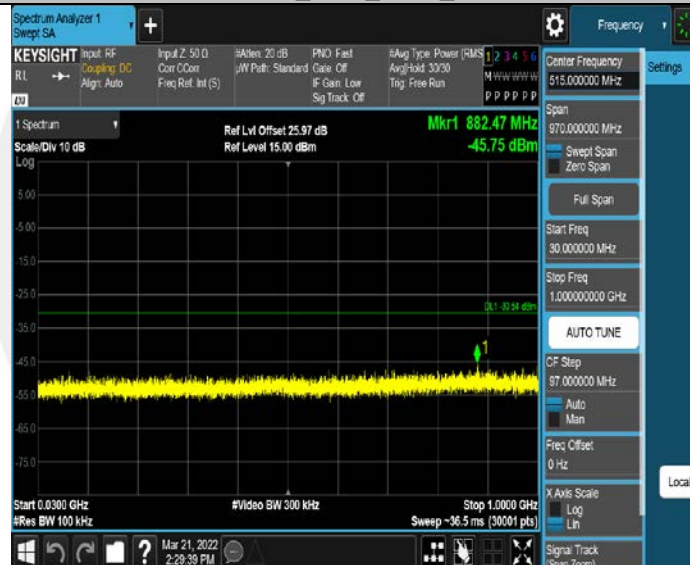 Spectrum Analyzer 1
Swept SA
+
Frequency
KEYSIGHT
RL
Input: RF
Coupling: DC
Align: Auto
Input Z: 50 Ω
Corr CCorr
Freq Ref: Int (S)
#Atten: 20 dB
µW Path: Standard
PNO: Fast
Gate: Off
IF Gain: Low
Sig Track: Off
#Avg Type: Power (RMS
Avg|Hold: 30/30
Trig: Free Run
1 2 3 4 5 6
M W W W W W
P P P P P P
1 Spectrum
Scale/Div 10 dB
Log
Ref Lvl Offset 25.97 dB
Ref Level 15.00 dBm
Mkr1 882.47 MHz
-45.75 dBm
5.00
-5.00
-15.0
-25.0
-35.0
-45.0
-55.0
-65.0
-75.0
DL1 -30.54 dBm
1
Start 0.0300 GHz
#Res BW 100 kHz
#Video BW 300 kHz
Stop 1.0000 GHz
Sweep ~36.5 ms (30001 pts)
Mar 21, 2022
2:29:39 PM
?
Center Frequency
515.000000 MHz
Span
970.000000 MHz
Swept Span
Zero Span
Full Span
Start Freq
30.000000 MHz
Stop Freq
1.000000000 GHz
AUTO TUNE
CF Step
97.000000 MHz
Auto
Man
Freq Offset
0 Hz
X Axis Scale
Log
Lin
Signal Track
(Span Zoom)
Settings
Local